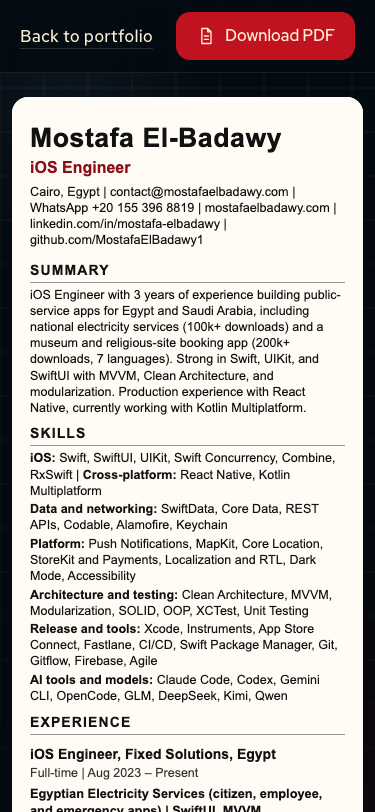 Back to portfolio
Download PDF
Mostafa El-Badawy
iOS Engineer
Cairo, Egypt | contact@mostafaelbadawy.com |
WhatsApp +20 155 396 8819 | mostafaelbadawy.com |
linkedin.com/in/mostafa-elbadawy |
github.com/MostafaElBadawy1
SUMMARY
iOS Engineer with 3 years of experience building public-
service apps for Egypt and Saudi Arabia, including
national electricity services (100k+ downloads) and a
museum and religious-site booking app (200k+
downloads, 7 languages). Strong in Swift, UIKit, and
SwiftUI with MVVM, Clean Architecture, and
modularization. Production experience with React
Native, currently working with Kotlin Multiplatform.
SKILLS
iOS: Swift, SwiftUI, UIKit, Swift Concurrency, Combine,
RxSwift | Cross-platform: React Native, Kotlin
Multiplatform
Data and networking: SwiftData, Core Data, REST
APIs, Codable, Alamofire, Keychain
Platform: Push Notifications, MapKit, Core Location,
StoreKit and Payments, Localization and RTL, Dark
Mode, Accessibility
Architecture and testing: Clean Architecture, MVVM,
Modularization, SOLID, OOP, XCTest, Unit Testing
Release and tools: Xcode, Instruments, App Store
Connect, Fastlane, CI/CD, Swift Package Manager, Git,
Gitflow, Firebase, Agile
AI tools and models: Claude Code, Codex, Gemini
CLI, OpenCode, GLM, DeepSeek, Kimi, Qwen
EXPERIENCE
iOS Engineer, Fixed Solutions, Egypt
Full-time | Aug 2023 – Present
Egyptian Electricity Services (citizen, employee,
and emergency apps) | SwiftUI, MVVM